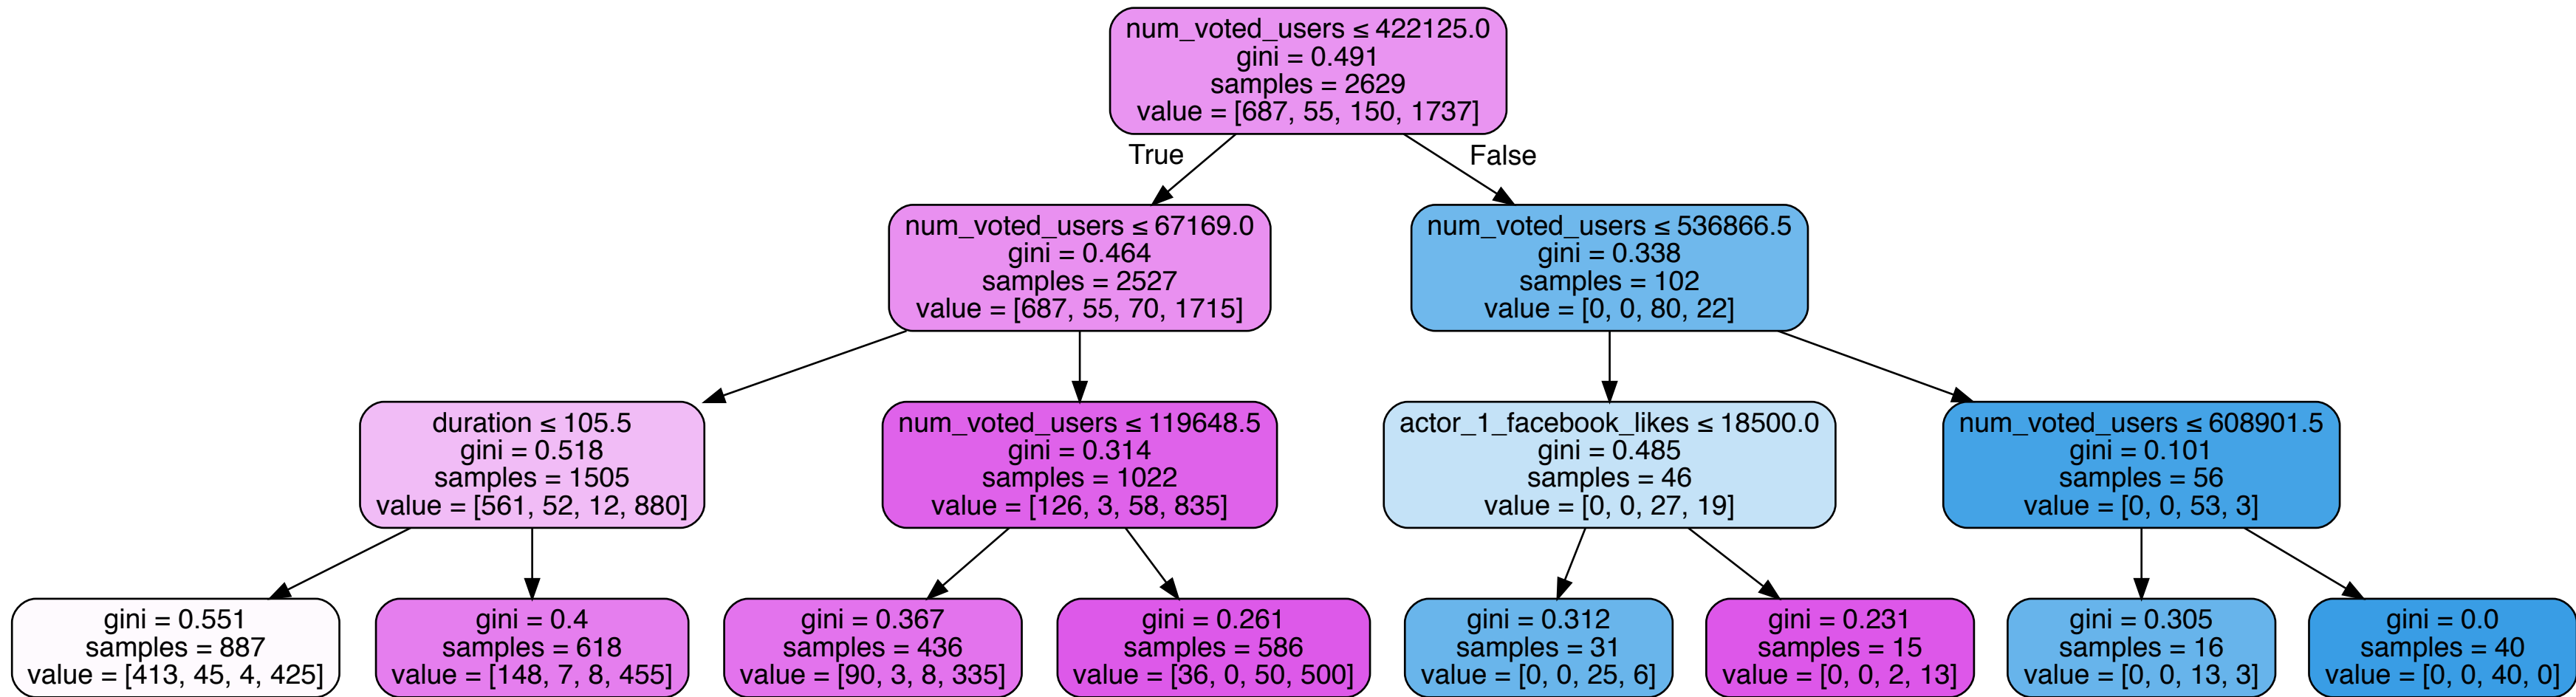 num_voted_users ≤ 422125.0
gini = 0.491
samples = 2629
value = [687, 55, 150, 1737]
True
False
num_voted_users ≤ 67169.0
gini = 0.464
samples = 2527
value = [687, 55, 70, 1715]
num_voted_users ≤ 536866.5
gini = 0.338
samples = 102
value = [0, 0, 80, 22]
duration ≤ 105.5
gini = 0.518
samples = 1505
value = [561, 52, 12, 880]
num_voted_users ≤ 119648.5
gini = 0.314
samples = 1022
value = [126, 3, 58, 835]
actor_1_facebook_likes ≤ 18500.0
gini = 0.485
samples = 46
value = [0, 0, 27, 19]
num_voted_users ≤ 608901.5
gini = 0.101
samples = 56
value = [0, 0, 53, 3]
gini = 0.551
samples = 887
value = [413, 45, 4, 425]
gini = 0.4
samples = 618
value = [148, 7, 8, 455]
gini = 0.367
samples = 436
value = [90, 3, 8, 335]
gini = 0.261
samples = 586
value = [36, 0, 50, 500]
gini = 0.312
samples = 31
value = [0, 0, 25, 6]
gini = 0.231
samples = 15
value = [0, 0, 2, 13]
gini = 0.305
samples = 16
value = [0, 0, 13, 3]
gini = 0.0
samples = 40
value = [0, 0, 40, 0]